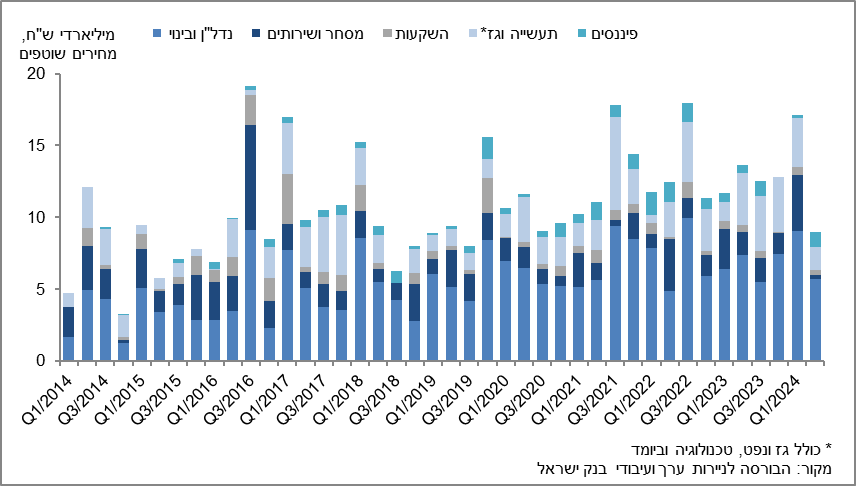 מיליארדי ש"ח,
מחירים שוטפים
נדל"ן ובינוי מסחר ושירותים השקעות תעשייה וגז* פיננסים
20
15
10
5
0
Q1/2014
Q3/2014
Q1/2015
Q3/2015
Q1/2016
Q3/2016
Q1/2017
Q3/2017
Q1/2018
Q3/2018
Q1/2019
Q3/2019
Q1/2020
Q3/2020
Q1/2021
Q3/2021
Q1/2022
Q3/2022
Q1/2023
Q3/2023
Q1/2024
* כולל גז ונפט, טכנולוגיה וביומד
מקור: הבורסה לניירות ערך ועיבודי בנק ישראל